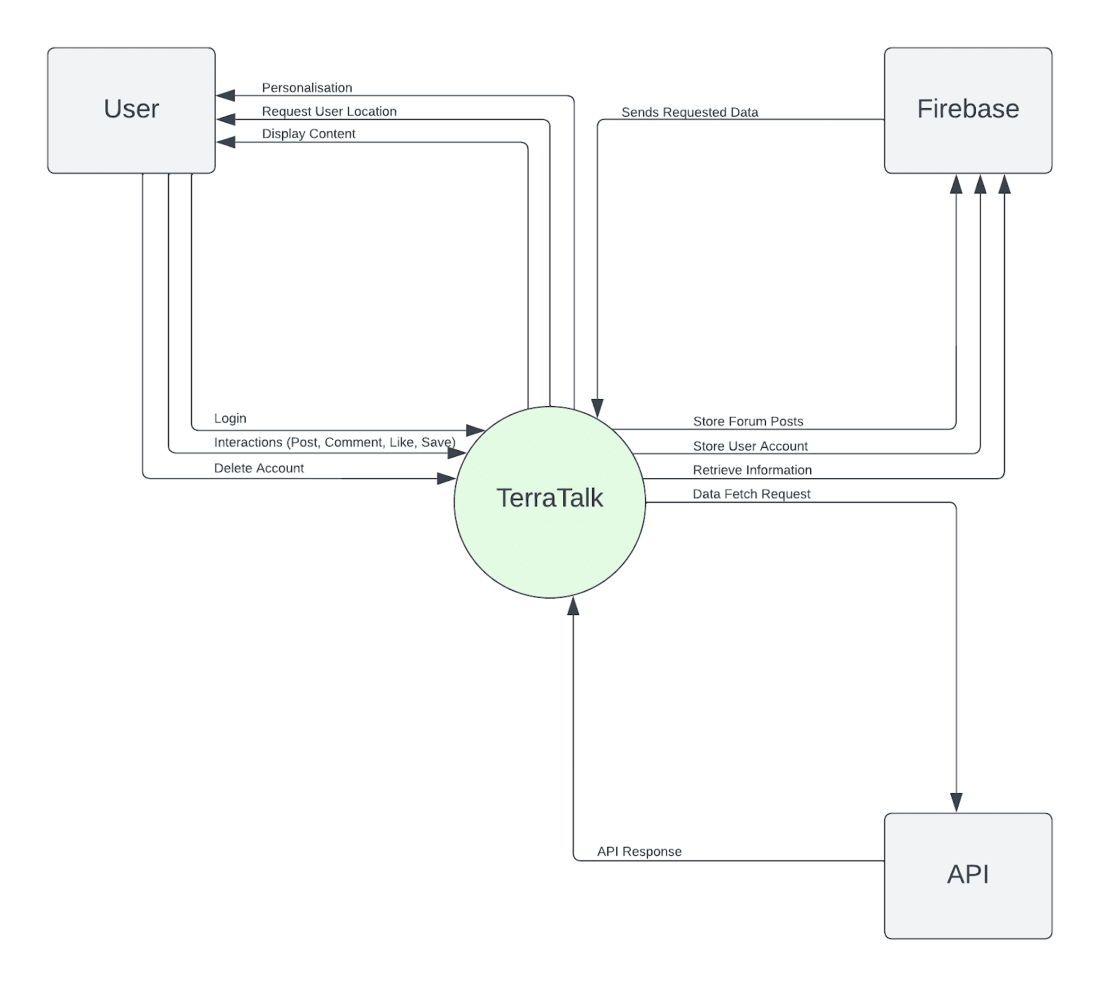 User
Firebase
Personalisation
Request User Location
Display Content
Sends Requested Data
Login
Interactions (Post, Comment, Like, Save)
Delete Account
TerraTalk
Store Forum Posts
Store User Account
Retrieve Information
Data Fetch Request
API Response
API